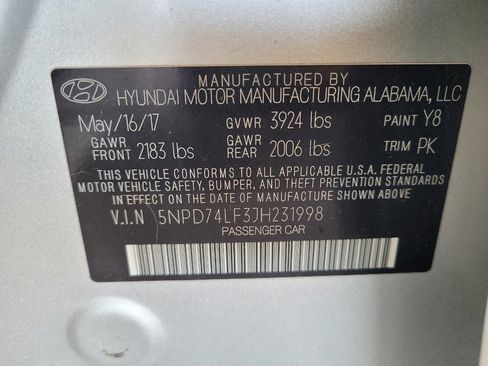 MANUFACTURED BY
HYUNDAI MOTOR MANUFACTURING ALABAMA, LLC
May/16/17 GVWR 3924 lbs PAINT Y8
GAWR FRONT 2183 lbs GAWR REAR 2006 lbs TRIM PK
THIS VEHICLE CONFORMS TO ALL APPLICABLE U.S.A. FEDERAL
MOTOR VEHICLE SAFETY, BUMPER, AND THEFT PREVENTION STANDARDS
IN EFFECT ON THE DATE OF MANUFACTURE SHOWN ABOVE.
V.I.N 5NPD74LF3JH231998
PASSENGER CAR